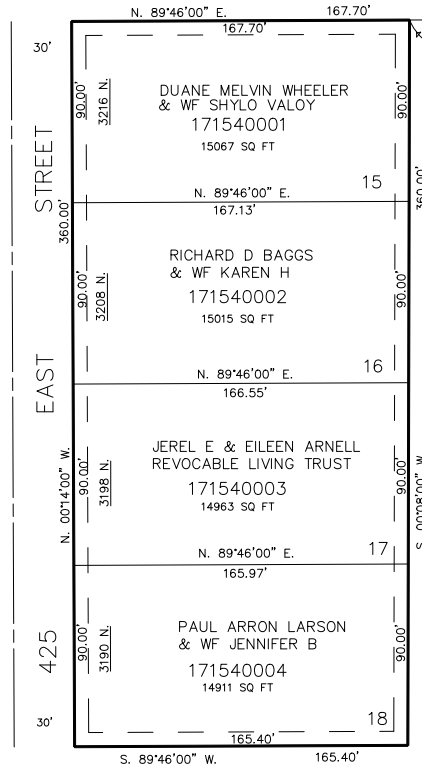 N. 89°46'00" E. 167.70'
167.70'
30'
90.00'
3216 N.
DUANE MELVIN WHEELER
& WF SHYLO VALOY
171540001
15067 SQ FT
90.00'
15
N. 89°46'00" E.
167.13'
STREET
360.00'
360.00'
90.00'
3208 N.
RICHARD D BAGGS
& WF KAREN H
171540002
15015 SQ FT
90.00'
16
N. 89°46'00" E.
166.55'
EAST
N. 00°14'00" W.
90.00'
3198 N.
JEREL E & EILEEN ARNELL
REVOCABLE LIVING TRUST
171540003
14963 SQ FT
90.00'
S. 00°08'00" W.
17
N. 89°46'00" E.
165.97'
425
90.00'
3190 N.
PAUL ARRON LARSON
& WF JENNIFER B
171540004
14911 SQ FT
90.00'
30'
18
165.40'
S. 89°46'00" W. 165.40'